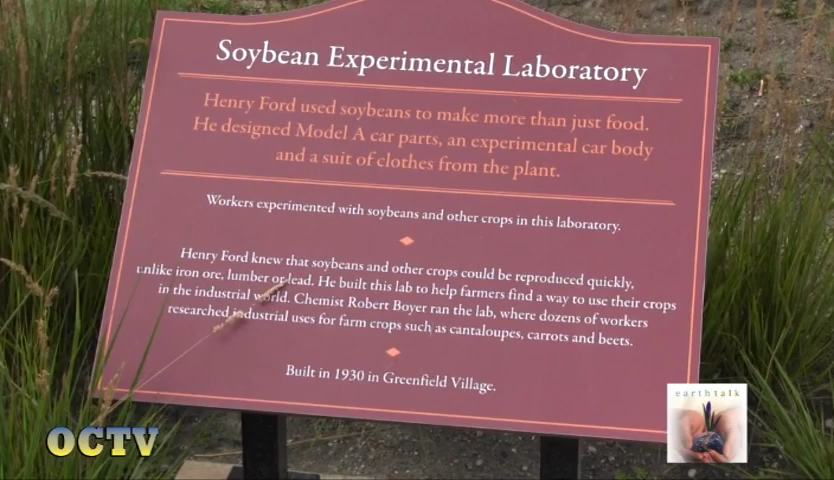 Soybean Experimental Laboratory
Henry Ford used soybeans to make more than just food.
He designed Model A car parts, an experimental car body
and a suit of clothes from the plant.
Workers experimented with soybeans and other crops in this laboratory.
Henry Ford knew that soybeans and other crops could be reproduced quickly,
unlike iron ore, lumber or lead. He built this lab to help farmers find a way to use their crops
in the industrial world. Chemist Robert Boyer ran the lab, where dozens of workers
researched industrial uses for farm crops such as cantaloupes, carrots and beets.
Built in 1930 in Greenfield Village.
earthtalk
OCTV